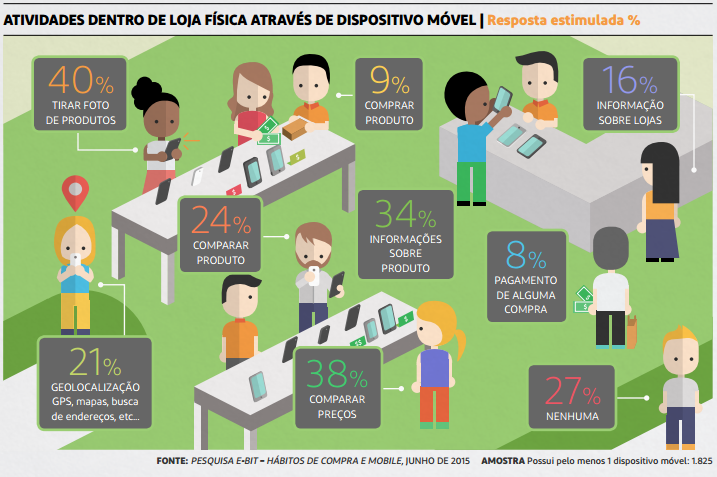 ATIVIDADES DENTRO DE LOJA FÍSICA ATRAVÉS DE DISPOSITIVO MÓVEL | Resposta estimulada %
40%
TIRAR FOTO
DE PRODUTOS
9%
COMPRAR
PRODUTO
16%
INFORMAÇÃO
SOBRE LOJAS
24%
COMPARAR
PRODUTO
34%
INFORMAÇÕES
SOBRE
PRODUTO
8%
PAGAMENTO
DE ALGUMA
COMPRA
21%
GEOLOCALIZAÇÃO
GPS, mapas, busca
de endereços, etc...
38%
COMPARAR
PREÇOS
27%
NENHUMA
FONTE: PESQUISA E-BIT – HÁBITOS DE COMPRA E MOBILE, JUNHO DE 2015 AMOSTRA Possui pelo menos 1 dispositivo móvel: 1.825